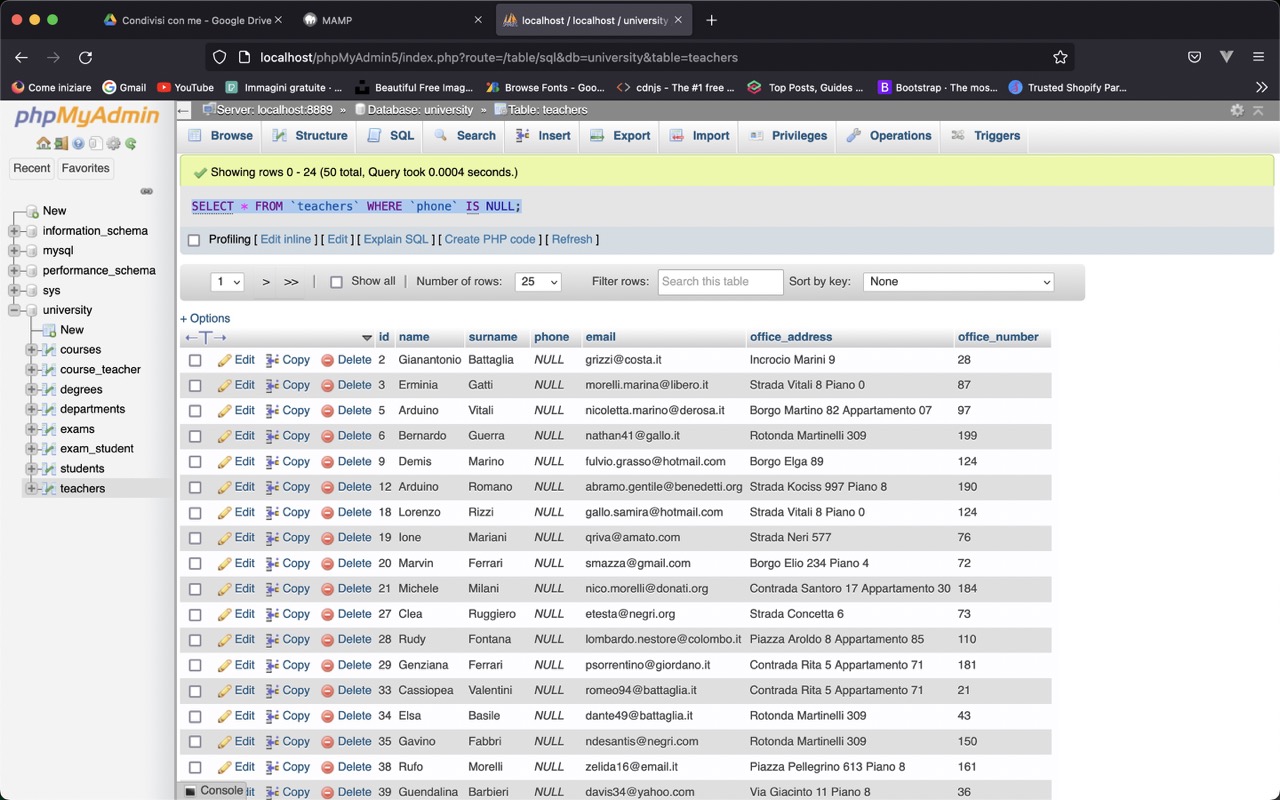 Condivisi con me - Google Drive
MAMP
localhost / localhost / university
localhost/phpMyAdmin5/index.php?route=/table/sql&db=university&table=teachers
Come iniziare
Gmail
YouTube
Immagini gratuite - ...
Beautiful Free Imag...
Browse Fonts - Goo...
cdnjs - The #1 free ...
Top Posts, Guides ...
Bootstrap · The mos...
Trusted Shopify Par...
phpMyAdmin
Recent Favorites
New
information_schema
mysql
performance_schema
sys
university
New
courses
course_teacher
degrees
departments
exams
exam_student
students
teachers
Server: localhost:8889 » Database: university » Table: teachers
Browse Structure SQL Search Insert Export Import Privileges Operations Triggers
Showing rows 0 - 24 (50 total, Query took 0.0004 seconds.)
SELECT * FROM `teachers` WHERE `phone` IS NULL;
Profiling [ Edit inline ] [ Edit ] [ Explain SQL ] [ Create PHP code ] [ Refresh ]
1 > >> | Show all | Number of rows: 25 Filter rows: Search this table Sort by key: None
+ Options
←T→ id name surname phone email office_address office_number
Edit Copy Delete 2 Gianantonio Battaglia NULL grizzi@costa.it Incrocio Marini 9 28
Edit Copy Delete 3 Erminia Gatti NULL morelli.marina@libero.it Strada Vitali 8 Piano 0 87
Edit Copy Delete 5 Arduino Vitali NULL nicoletta.marino@derosa.it Borgo Martino 82 Appartamento 07 97
Edit Copy Delete 6 Bernardo Guerra NULL nathan41@gallo.it Rotonda Martinelli 309 199
Edit Copy Delete 9 Demis Marino NULL fulvio.grasso@hotmail.com Borgo Elga 89 124
Edit Copy Delete 12 Arduino Romano NULL abramo.gentile@benedetti.org Strada Kociss 997 Piano 8 190
Edit Copy Delete 18 Lorenzo Rizzi NULL gallo.samira@hotmail.com Strada Vitali 8 Piano 0 124
Edit Copy Delete 19 Ione Mariani NULL qriva@amato.com Strada Neri 577 76
Edit Copy Delete 20 Marvin Ferrari NULL smazza@gmail.com Borgo Elio 234 Piano 4 72
Edit Copy Delete 21 Michele Milani NULL nico.morelli@donati.org Contrada Santoro 17 Appartamento 30 184
Edit Copy Delete 27 Clea Ruggiero NULL etesta@negri.org Strada Concetta 6 73
Edit Copy Delete 28 Rudy Fontana NULL lombardo.nestore@colombo.it Piazza Aroldo 8 Appartamento 85 110
Edit Copy Delete 29 Genziana Ferrari NULL psorrentino@giordano.it Contrada Rita 5 Appartamento 71 181
Edit Copy Delete 33 Cassiopea Valentini NULL romeo94@battaglia.it Contrada Rita 5 Appartamento 71 21
Edit Copy Delete 34 Elsa Basile NULL dante49@battaglia.it Rotonda Martinelli 309 43
Edit Copy Delete 35 Gavino Fabbri NULL ndesantis@negri.com Rotonda Martinelli 309 150
Edit Copy Delete 38 Rufo Morelli NULL zelida16@email.it Piazza Pellegrino 613 Piano 8 161
Console Copy Delete 39 Guendalina Barbieri NULL davis34@yahoo.com Via Giacinto 11 Piano 8 36